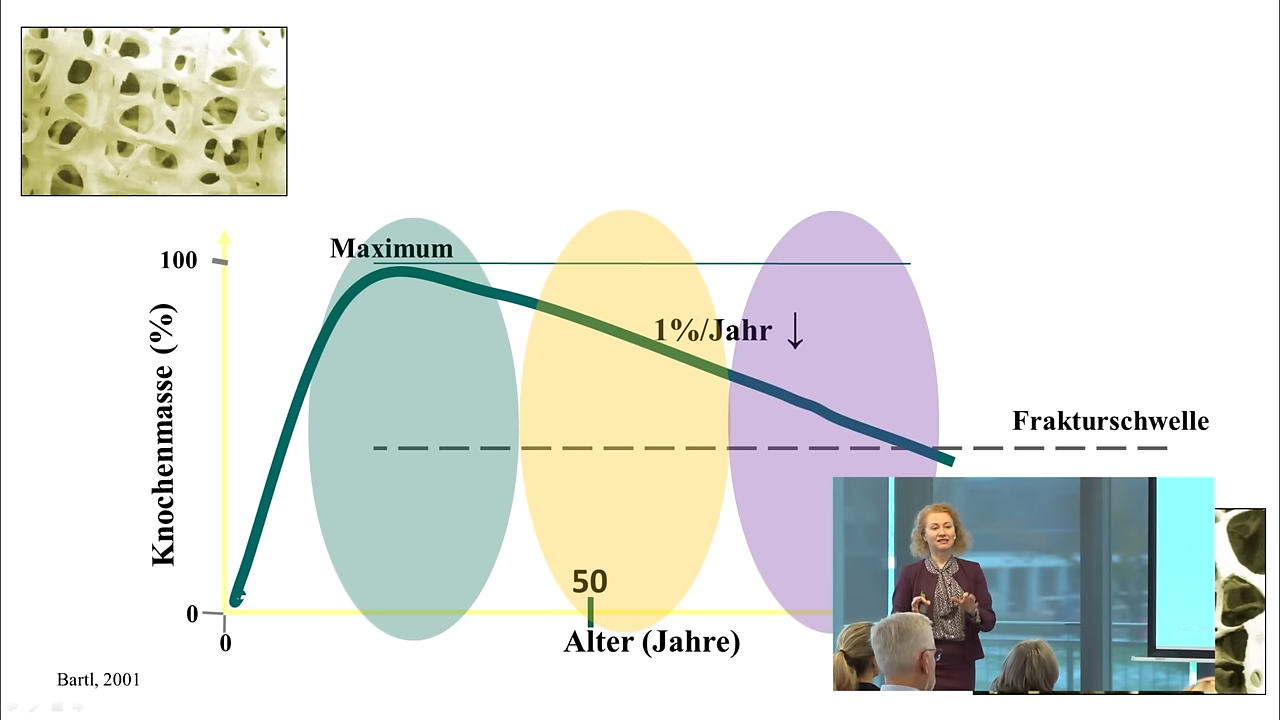 Maximum
100
1%/Jahr ↓
Knochenmasse (%)
Frakturschwelle
50
0
0
Alter (Jahre)
Bartl, 2001